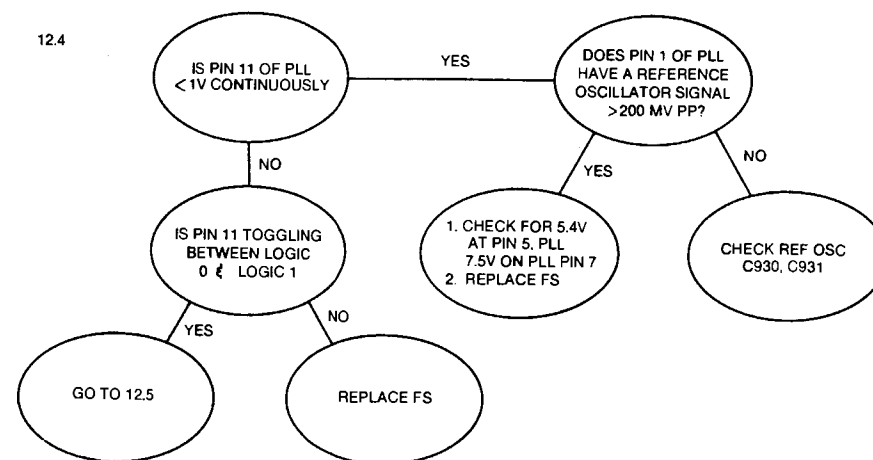 12.4
IS PIN 11 OF PLL
< 1V CONTINUOUSLY
YES
DOES PIN 1 OF PLL
HAVE A REFERENCE
OSCILLATOR SIGNAL
>200 MV PP?
NO
YES
NO
IS PIN 11 TOGGLING
BETWEEN LOGIC
0 & LOGIC 1
1. CHECK FOR 5.4V
AT PIN 5, PLL
7.5V ON PLL PIN 7
2. REPLACE FS
CHECK REF OSC
C930, C931
YES
NO
GO TO 12.5
REPLACE FS